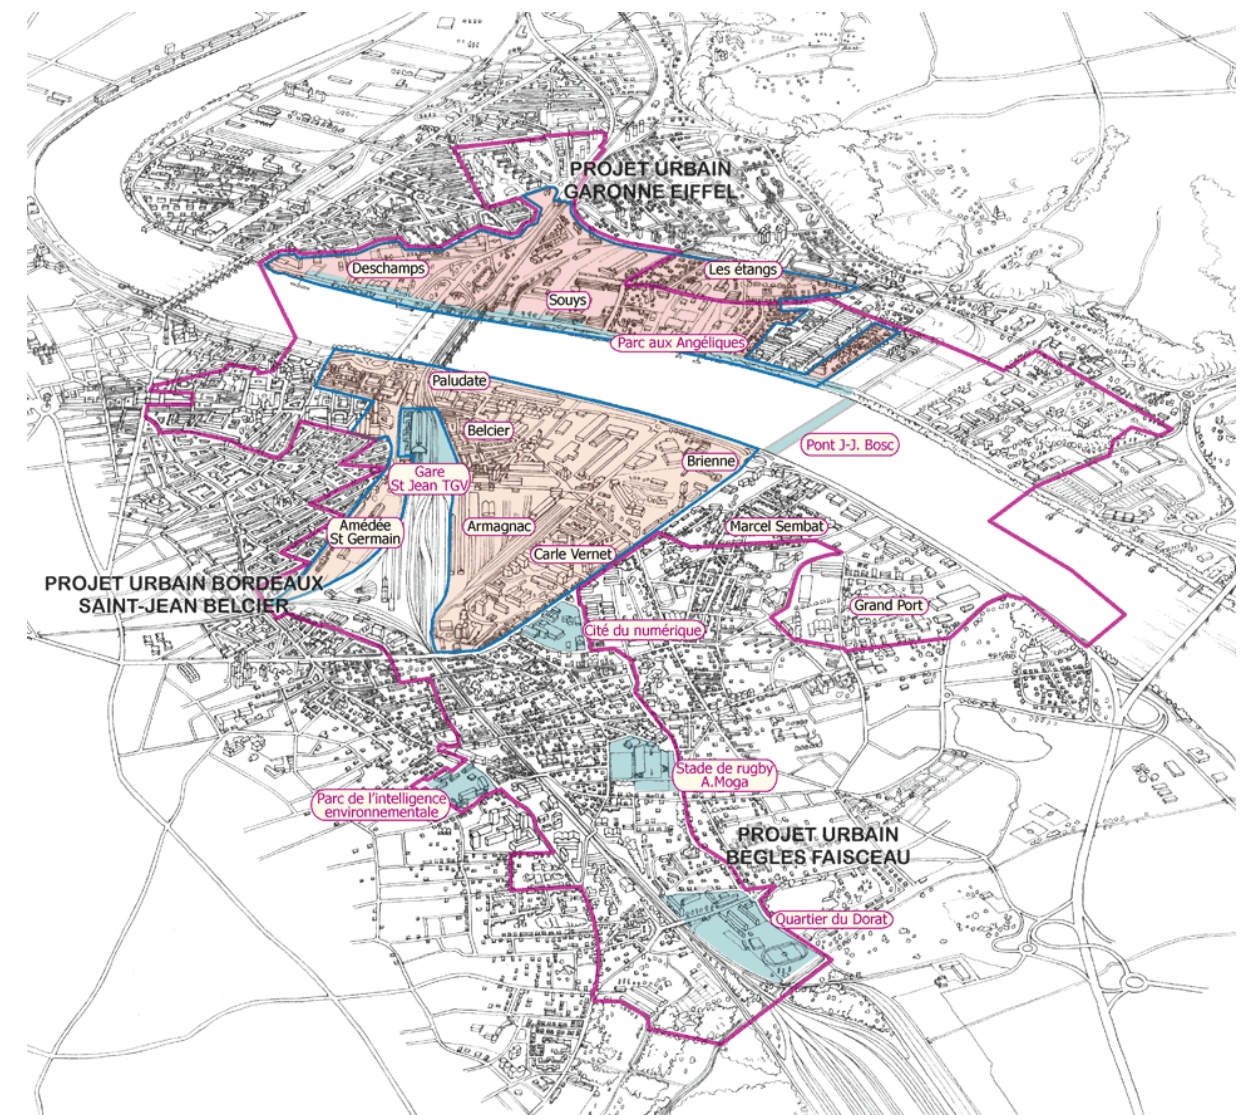 PROJET URBAIN
GARONNE EIFFEL
Deschamps
Les étangs
Souys
Parc aux Angéliques
Paludate
Belcier
Pont J-J. Bosc
Brienne
Gare
St Jean TGV
Amédée
St Germain
Armagnac
Marcel Sembat
Carle Vernet
PROJET URBAIN BORDEAUX
SAINT-JEAN BELCIER
Grand Port
Cité du numérique
Stade de rugby
A.Moga
Parc de l'intelligence
environnementale
PROJET URBAIN
BEGLES FAISCEAU
Quartier du Dorat